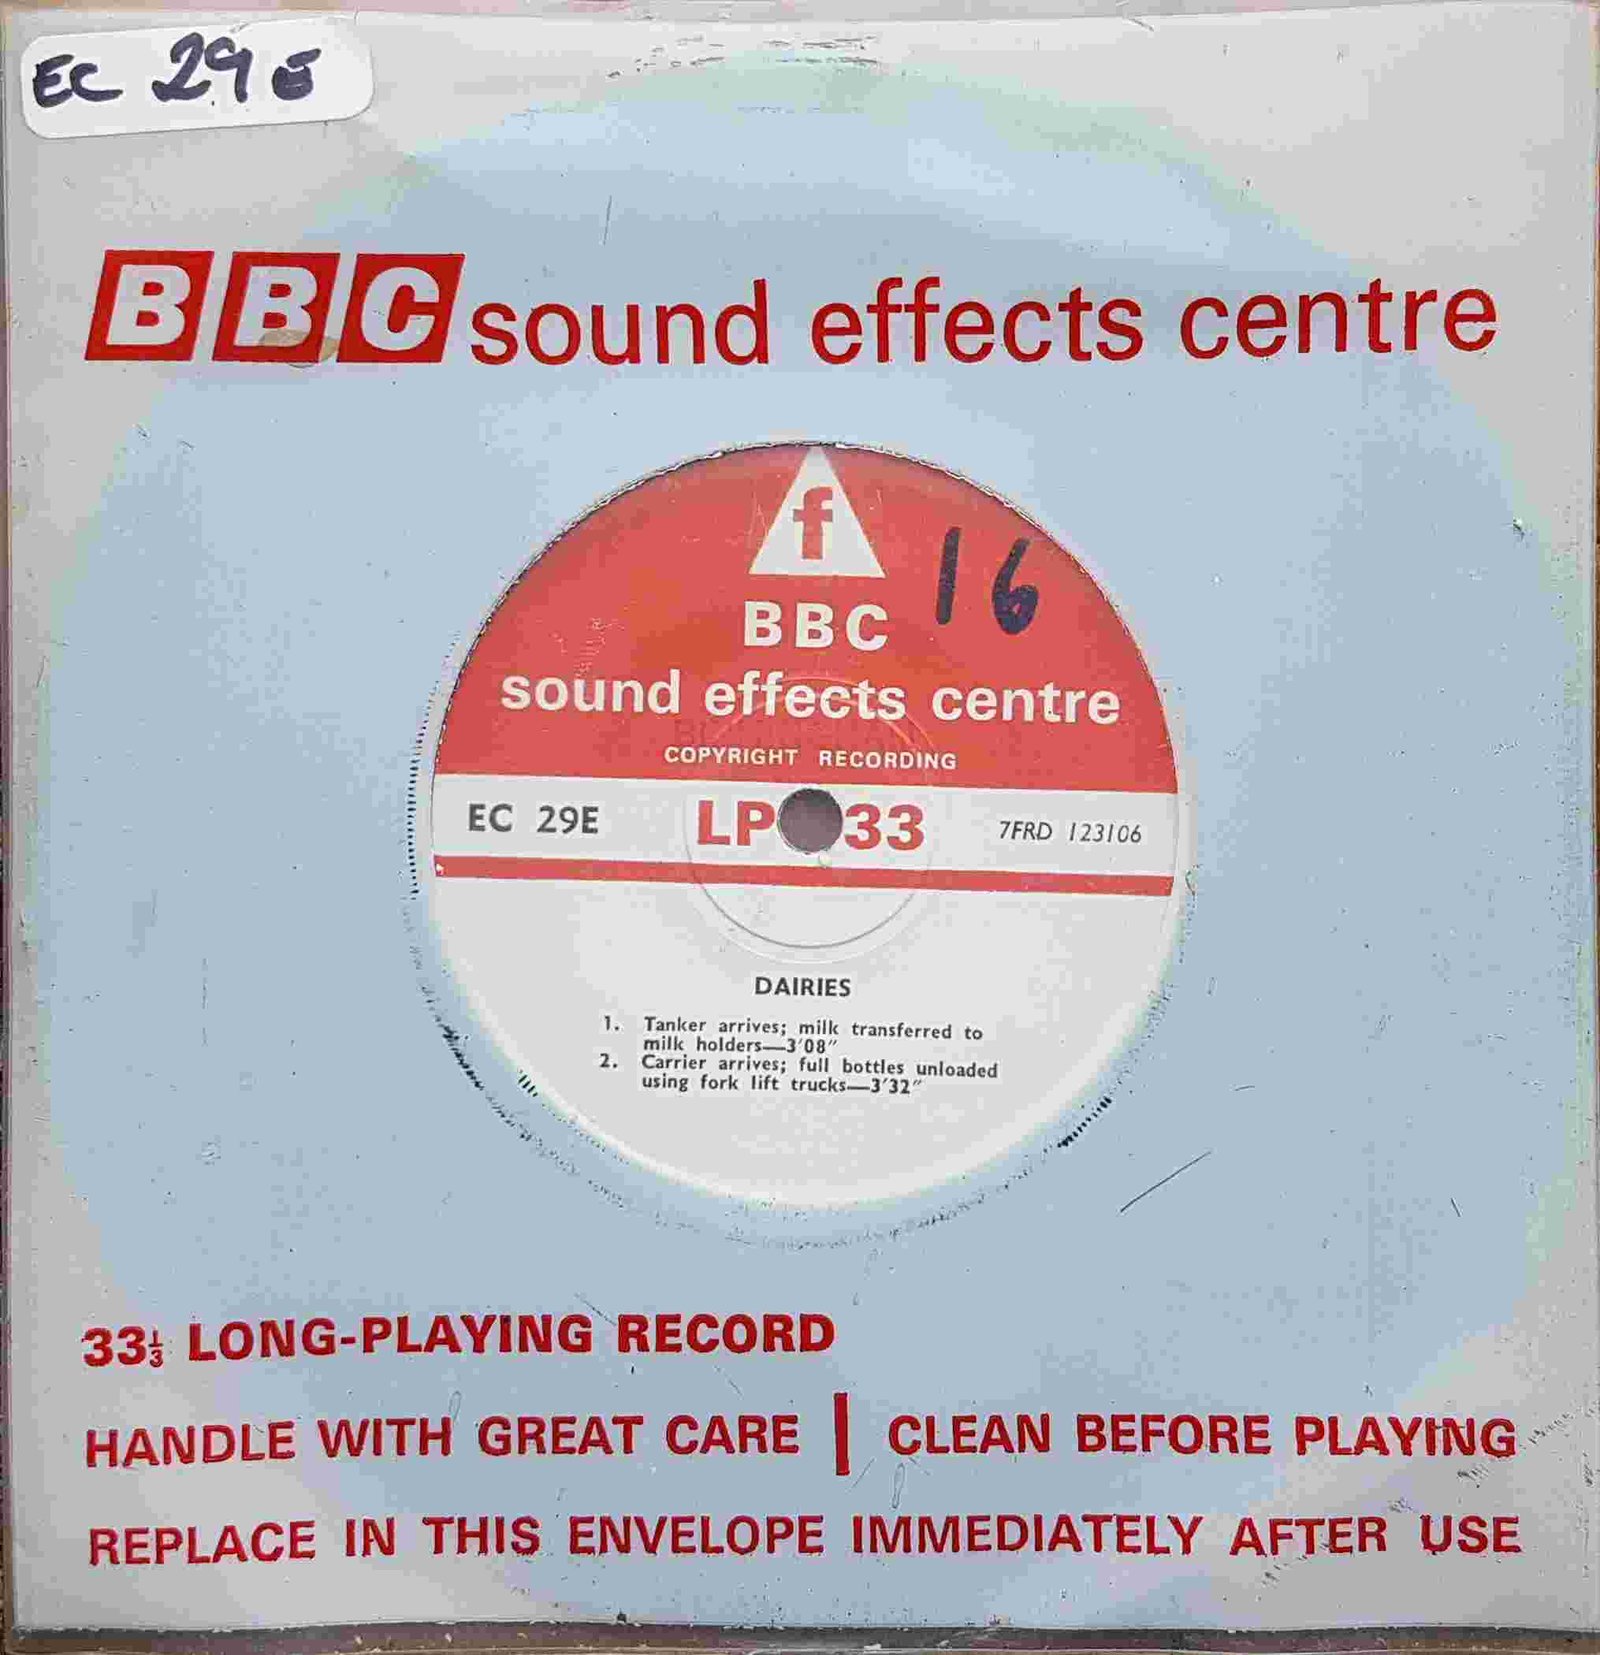 EC 29 E
BBC sound effects centre
f
16
BBC
sound effects centre
COPYRIGHT RECORDING
EC 29E LP 33 7FRD 123106
DAIRIES
1. Tanker arrives; milk transferred to
milk holders—3'08"
2. Carrier arrives; full bottles unloaded
using fork lift trucks—3'32"
33⅓ LONG-PLAYING RECORD
HANDLE WITH GREAT CARE | CLEAN BEFORE PLAYING
REPLACE IN THIS ENVELOPE IMMEDIATELY AFTER USE